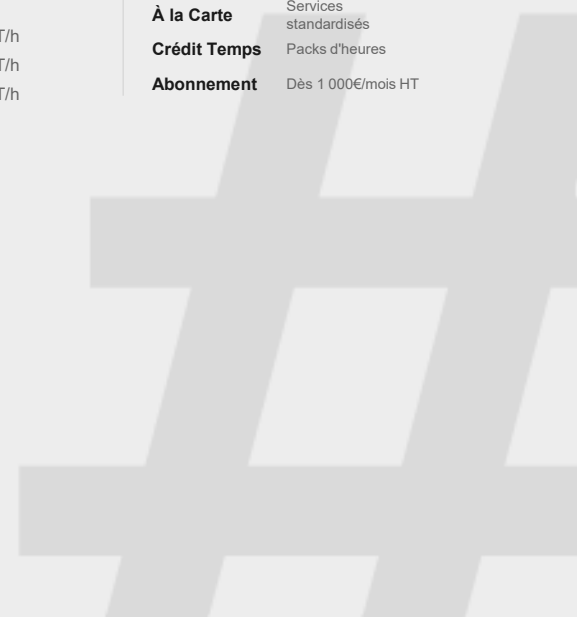 T/h
T/h
T/h
À la Carte
Services
standardisés
Crédit Temps Packs d'heures
Abonnement Dès 1 000€/mois HT